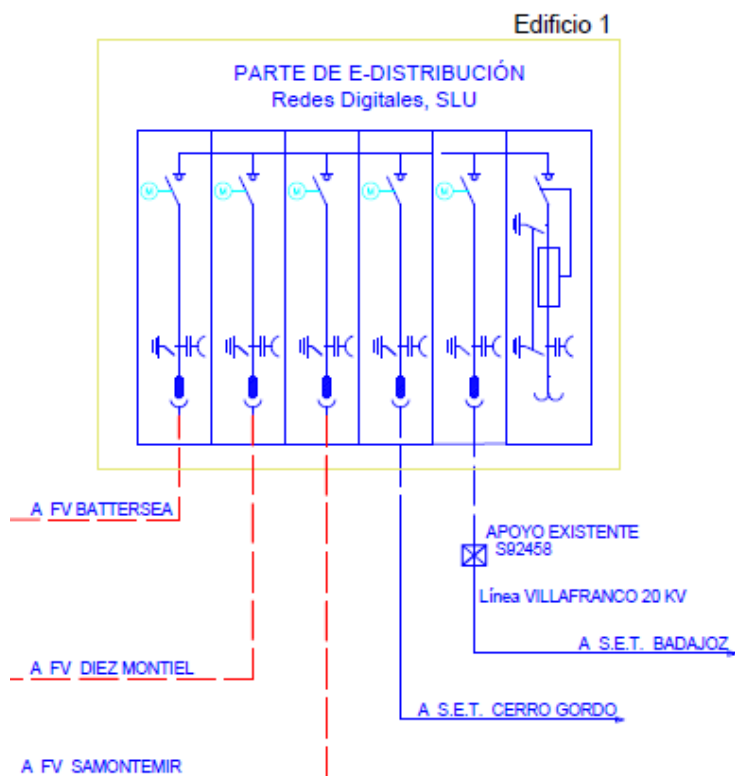 Edificio 1
PARTE DE E-DISTRIBUCIÓN
Redes Digitales, SLU
M M M M M
A FV BATTERSEA
APOYO EXISTENTE
S92458
Línea VILLAFRANCO 20 KV
A S.E.T. BADAJOZ
A FV DIEZ MONTIEL
A S.E.T. CERRO GORDO
A FV SAMONTEMIR